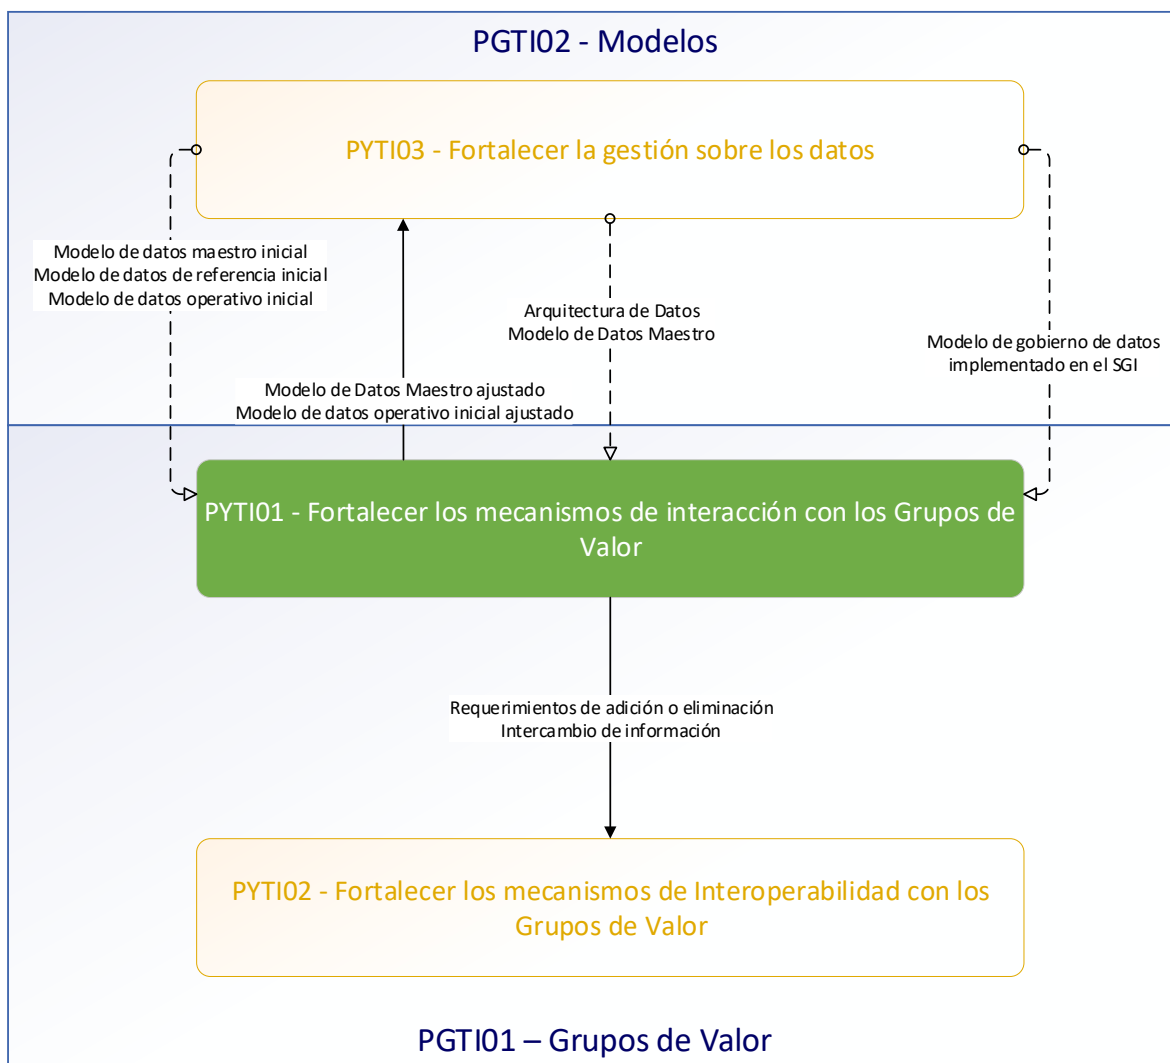 PGTI02 - Modelos
PYTI03 - Fortalecer la gestión sobre los datos
Modelo de datos maestro inicial
Modelo de datos de referencia inicial
Modelo de datos operativo inicial
Arquitectura de Datos
Modelo de Datos Maestro
Modelo de gobierno de datos
implementado en el SGI
Modelo de Datos Maestro ajustado
Modelo de datos operativo inicial ajustado
PYTI01 - Fortalecer los mecanismos de interacción con los Grupos de
Valor
Requerimientos de adición o eliminación
Intercambio de información
PYTI02 - Fortalecer los mecanismos de Interoperabilidad con los
Grupos de Valor
PGTI01 – Grupos de Valor